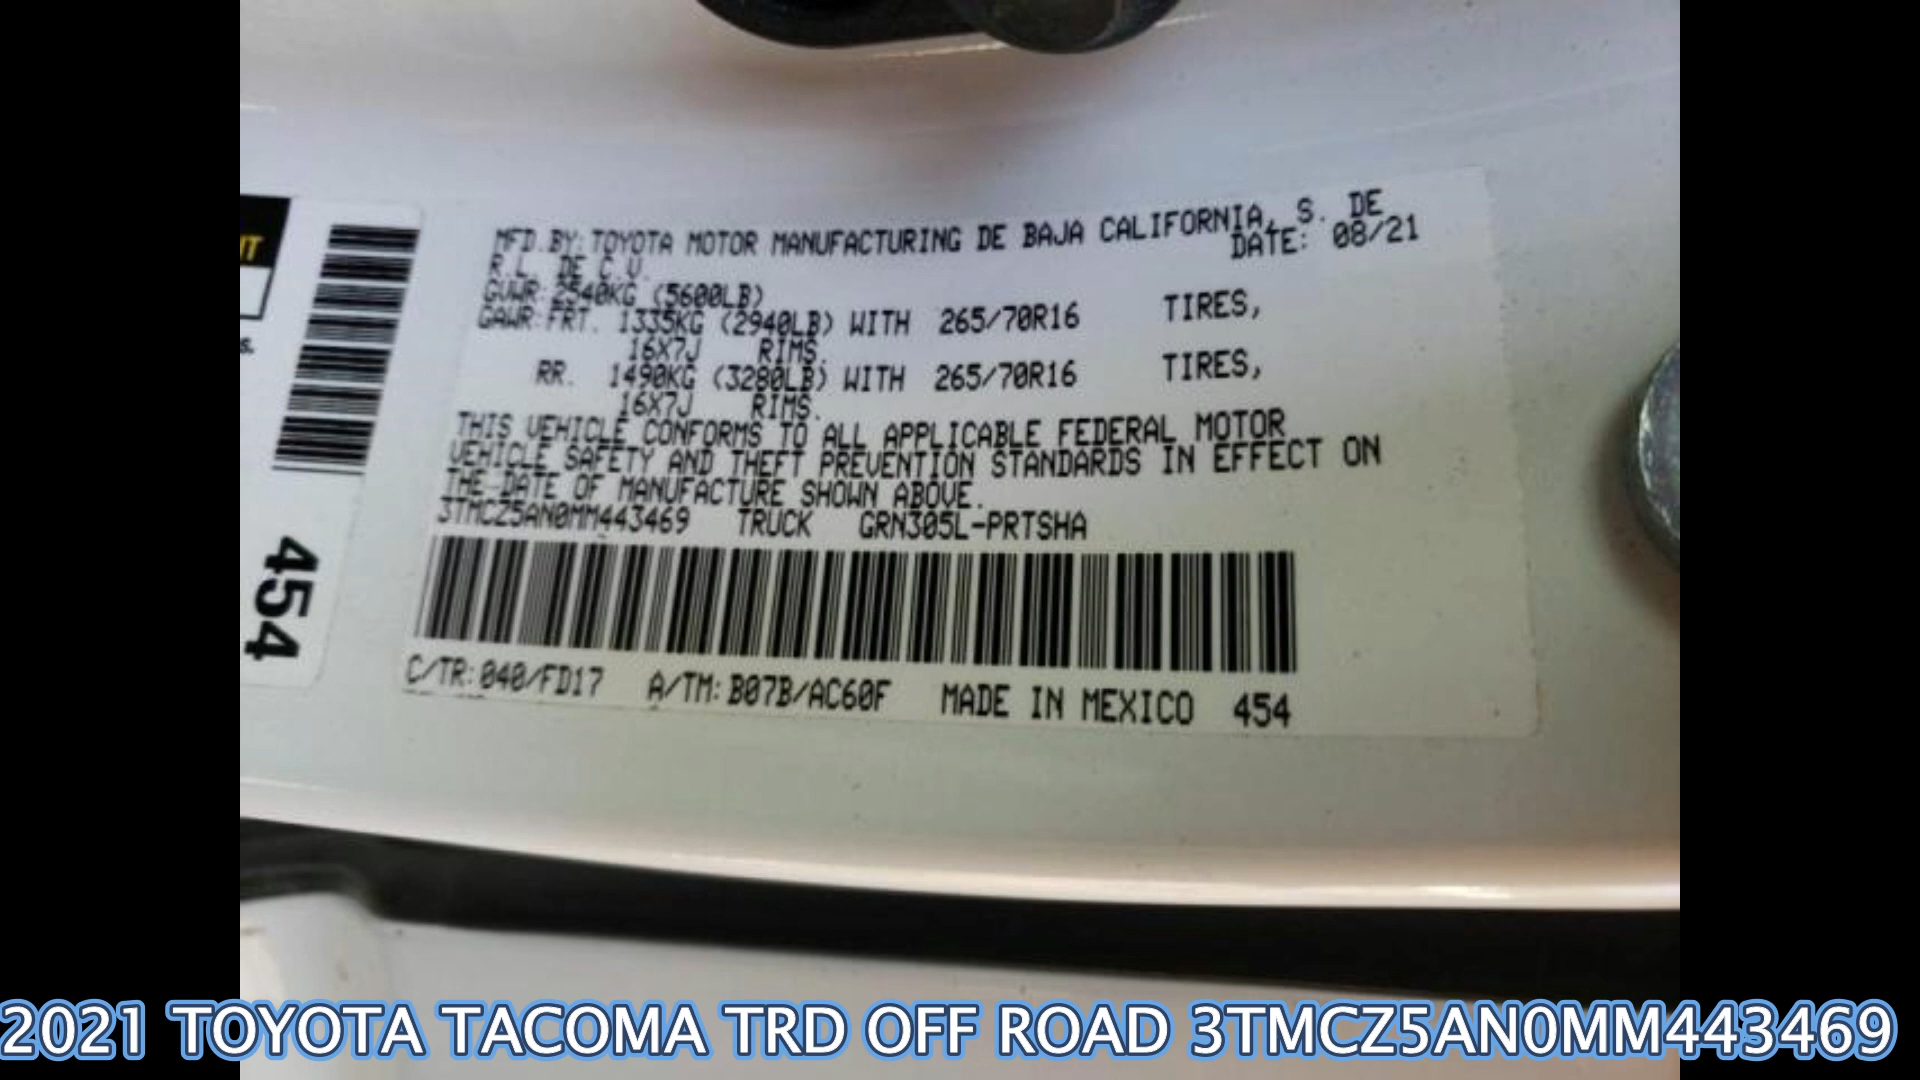 MFD.BY:TOYOTA MOTOR MANUFACTURING DE BAJA CALIFORNIA, S. DE
R.L. DE C.V. DATE: 08/21
GVWR:2540KG (5600LB)
GAWR:FRT. 1335KG (2940LB) WITH 265/70R16 TIRES,
16X7J RIMS.
RR. 1490KG (3280LB) WITH 265/70R16 TIRES,
16X7J RIMS.
THIS VEHICLE CONFORMS TO ALL APPLICABLE FEDERAL MOTOR
VEHICLE SAFETY AND THEFT PREVENTION STANDARDS IN EFFECT ON
THE DATE OF MANUFACTURE SHOWN ABOVE.
3TMCZ5AN0MM443469 TRUCK GRN305L-PRTSHA
C/TR:040/FD17 A/TM:B07B/AC60F MADE IN MEXICO 454
454
2021 TOYOTA TACOMA TRD OFF ROAD 3TMCZ5AN0MM443469